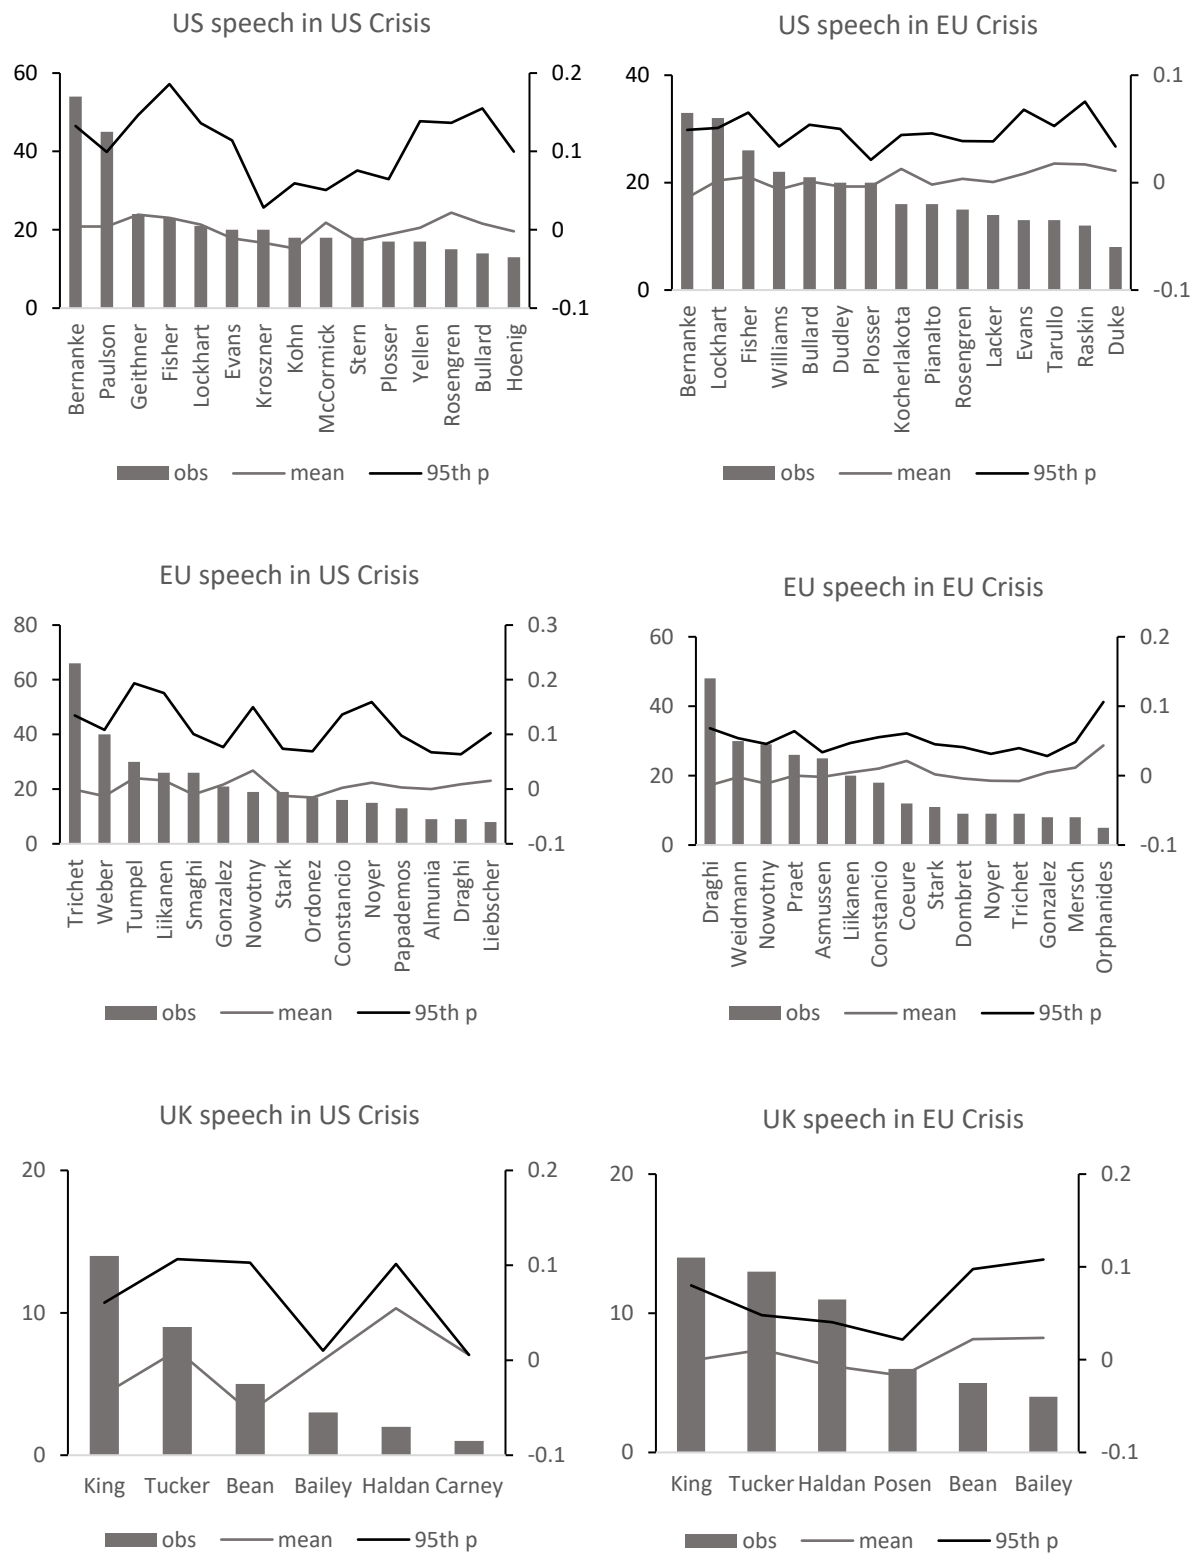 US speech in US Crisis
60
40
20
0
0.2
0.1
0
-0.1
Bernanke
Paulson
Geithner
Fisher
Lockhart
Evans
Kroszner
Kohn
McCormick
Stern
Plosser
Yellen
Rosengren
Bullard
Hoenig
obs mean 95th p
US speech in EU Crisis
40
20
0
0.1
0
-0.1
Bernanke
Lockhart
Fisher
Williams
Bullard
Dudley
Plosser
Kocherlakota
Pianalto
Rosengren
Lacker
Evans
Tarullo
Raskin
Duke
obs mean 95th p
EU speech in US Crisis
80
60
40
20
0
0.3
0.2
0.1
0
-0.1
Trichet
Weber
Tumpel
Liikanen
Smaghi
Gonzalez
Nowotny
Stark
Ordonez
Constancio
Noyer
Papademos
Almunia
Draghi
Liebscher
obs mean 95th p
EU speech in EU Crisis
60
40
20
0
0.2
0.1
0
-0.1
Draghi
Weidmann
Nowotny
Praet
Asmussen
Liikanen
Constancio
Coeure
Stark
Dombret
Noyer
Trichet
Gonzalez
Mersch
Orphanides
obs mean 95th p
UK speech in US Crisis
20
10
0
0.2
0.1
0
-0.1
King Tucker Bean Bailey Haldan Carney
obs mean 95th p
UK speech in EU Crisis
20
10
0
0.2
0.1
0
-0.1
King Tucker Haldan Posen Bean Bailey
obs mean 95th p